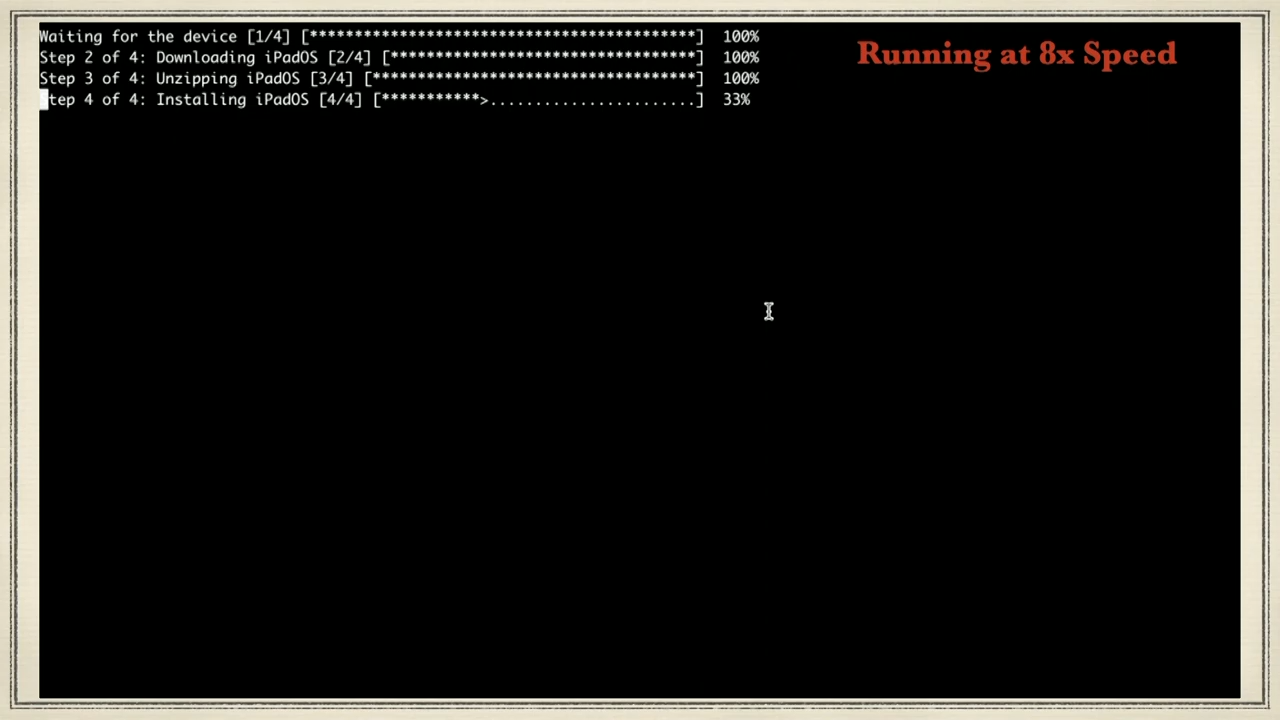 Waiting for the device [1/4] [*******************************************] 100%
Step 2 of 4: Downloading iPadOS [2/4] [**********************************] 100%
Step 3 of 4: Unzipping iPadOS [3/4] [************************************] 100%
Step 4 of 4: Installing iPadOS [4/4] [***********>.......................] 33%
Running at 8x Speed